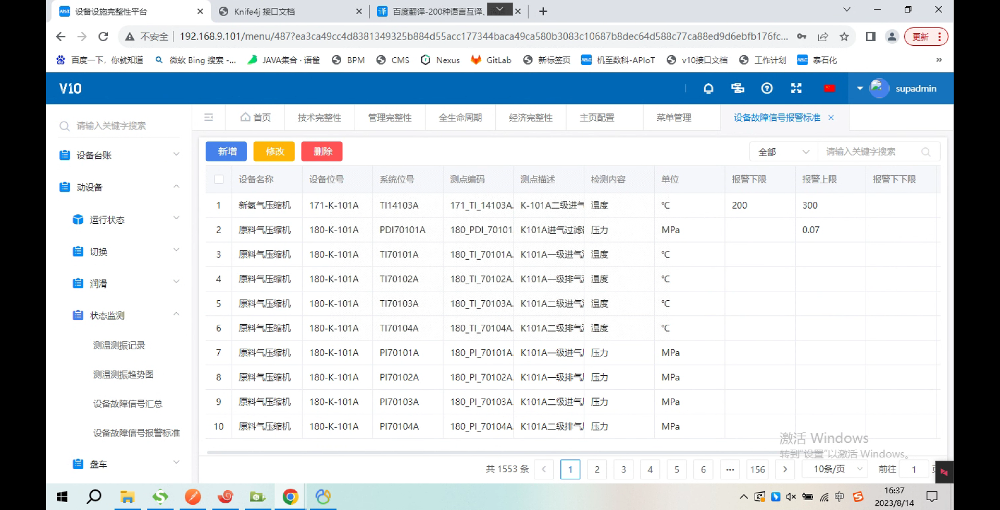 设备设施完整性平台
Knife4j 接口文档
百度翻译-200种语言互译、
不安全
192.168.9.101/menu/487?ea3ca49cc4d8381349325b884d55acc177344baca49ca580b3083c10687b8dec64d588c77ca88ed9d6ebfb176fc...
更新
百度一下，你就知道
微软 Bing 搜索 -...
JAVA集合 · 语雀
BPM
CMS
Nexus
GitLab
新标签页
机至数科-APIoT
v10接口文档
工作计划
泰石化
V10
supadmin
请输入关键字搜索
首页
技术完整性
管理完整性
全生命周期
经济完整性
主页配置
菜单管理
设备故障信号报警标准
设备台账
动设备
运行状态
切换
润滑
状态监测
测温测振记录
测温测振趋势图
设备故障信号汇总
设备故障信号报警标准
盘车
新增
修改
删除
全部
请输入关键字搜索
设备名称 设备位号 系统位号 测点编码 测点描述 检测内容 单位 报警下限 报警上限 报警下下限
1 新氢气压缩机 171-K-101A TI14103A 171_TI_14103A. K-101A二级进气 温度 ℃ 200 300
2 原料气压缩机 180-K-101A PDI70101A 180_PDI_70101 K101A进气过滤 压力 MPa 0.07
3 原料气压缩机 180-K-101A TI70101A 180_TI_70101A. K101A一级进气 温度 ℃
4 原料气压缩机 180-K-101A TI70102A 180_TI_70102A. K101A一级排气 温度 ℃
5 原料气压缩机 180-K-101A TI70103A 180_TI_70103A. K101A二级进气 温度 ℃
6 原料气压缩机 180-K-101A TI70104A 180_TI_70104A. K101A二级排气 温度 ℃
7 原料气压缩机 180-K-101A PI70101A 180_PI_70101A. K101A一级进气 压力 MPa
8 原料气压缩机 180-K-101A PI70102A 180_PI_70102A. K101A一级排气 压力 MPa
9 原料气压缩机 180-K-101A PI70103A 180_PI_70103A. K101A二级进气 压力 MPa
10 原料气压缩机 180-K-101A PI70104A 180_PI_70104A. K101A二级排气 压力 MPa
激活 Windows
转到“设置”以激活 Windows。
共 1553 条
1 2 3 4 5 6 ... 156
10条/页
前往 1
中
16:37
2023/8/14